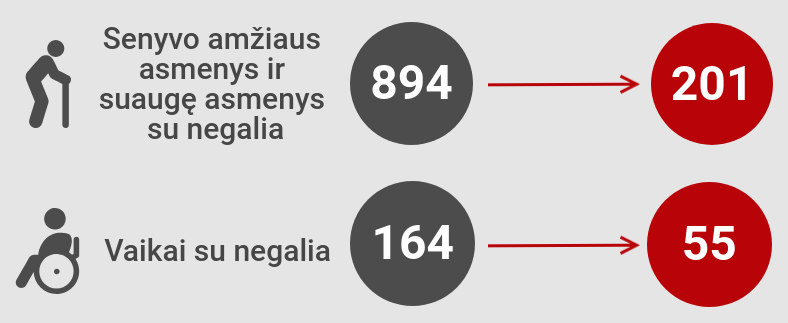 Senyvo amžiaus
asmenys ir
suaugę asmenys
su negalia
894
201
Vaikai su negalia
164
55